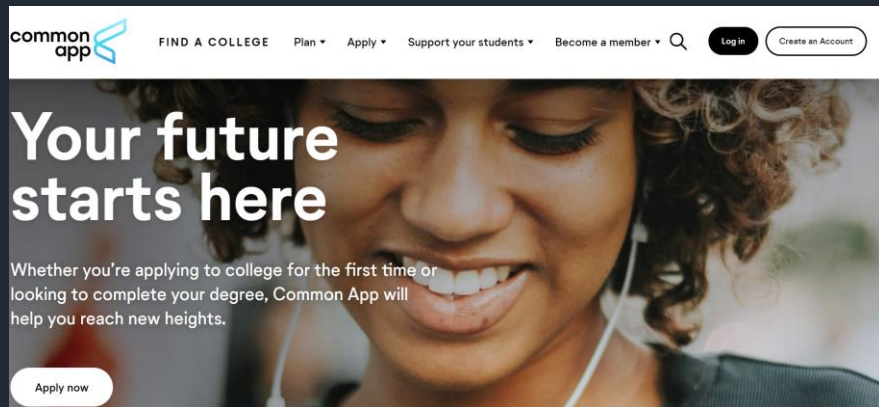 common
app
FIND A COLLEGE Plan Apply Support your students Become a member Log in Create an Account
Your future
starts here
Whether you're applying to college for the first time or
looking to complete your degree, Common App will
help you reach new heights.
Apply now